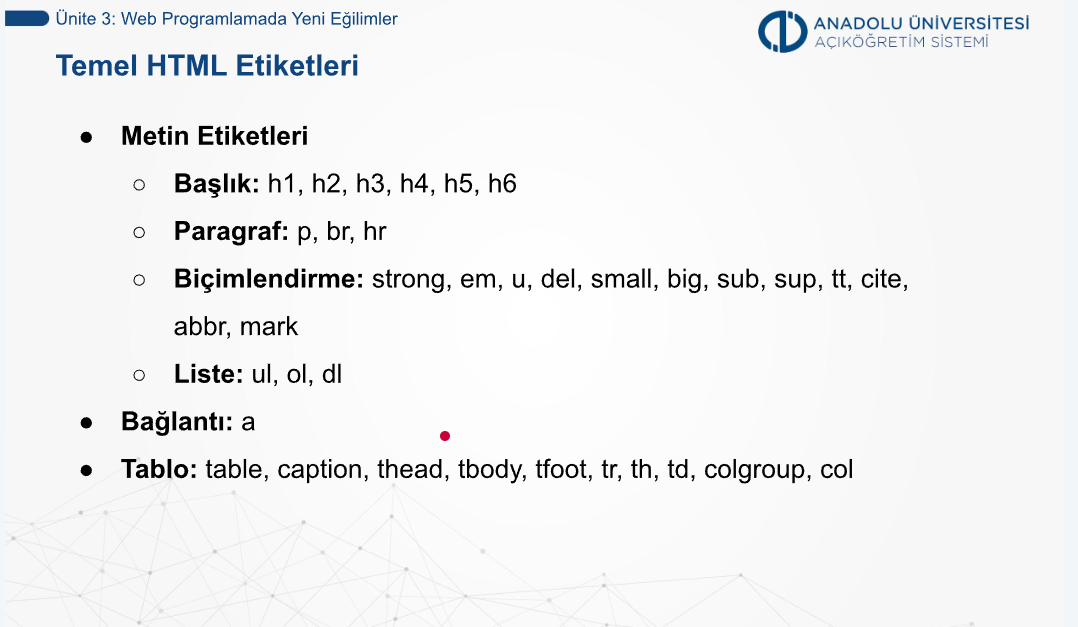 Ünite 3: Web Programlamada Yeni Eğilimler
ANADOLU ÜNİVERSİTESİ
AÇIKÖĞRETİM SİSTEMİ
Temel HTML Etiketleri
● Metin Etiketleri
○ Başlık: h1, h2, h3, h4, h5, h6
○ Paragraf: p, br, hr
○ Biçimlendirme: strong, em, u, del, small, big, sub, sup, tt, cite,
abbr, mark
○ Liste: ul, ol, dl
● Bağlantı: a
● Tablo: table, caption, thead, tbody, tfoot, tr, th, td, colgroup, col